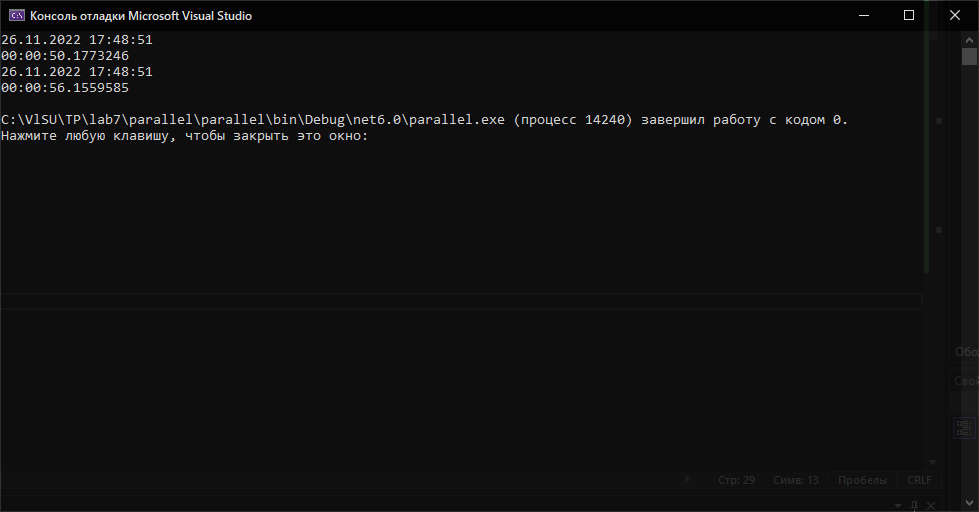 Консоль отладки Microsoft Visual Studio
26.11.2022 17:48:51
00:00:50.1773246
26.11.2022 17:48:51
00:00:56.1559585
C:\VlSU\TP\lab7\parallel\parallel\bin\Debug\net6.0\parallel.exe (процесс 14240) завершил работу с кодом 0.
Нажмите любую клавишу, чтобы закрыть это окно:
Обо
Свой
Стр: 29 Симв: 13 Пробелы CRLF